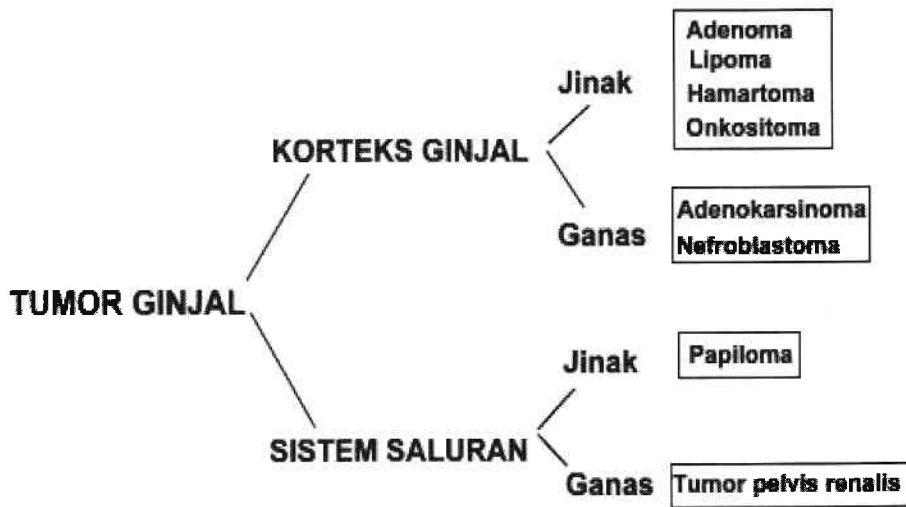 TUMOR GINJAL
KORTEKS GINJAL
Jinak
Adenoma
Lipoma
Hamartoma
Onkositoma
Ganas
Adenokarsinoma
Nefroblastoma
SISTEM SALURAN
Jinak
Papiloma
Ganas
Tumor pelvis renalis